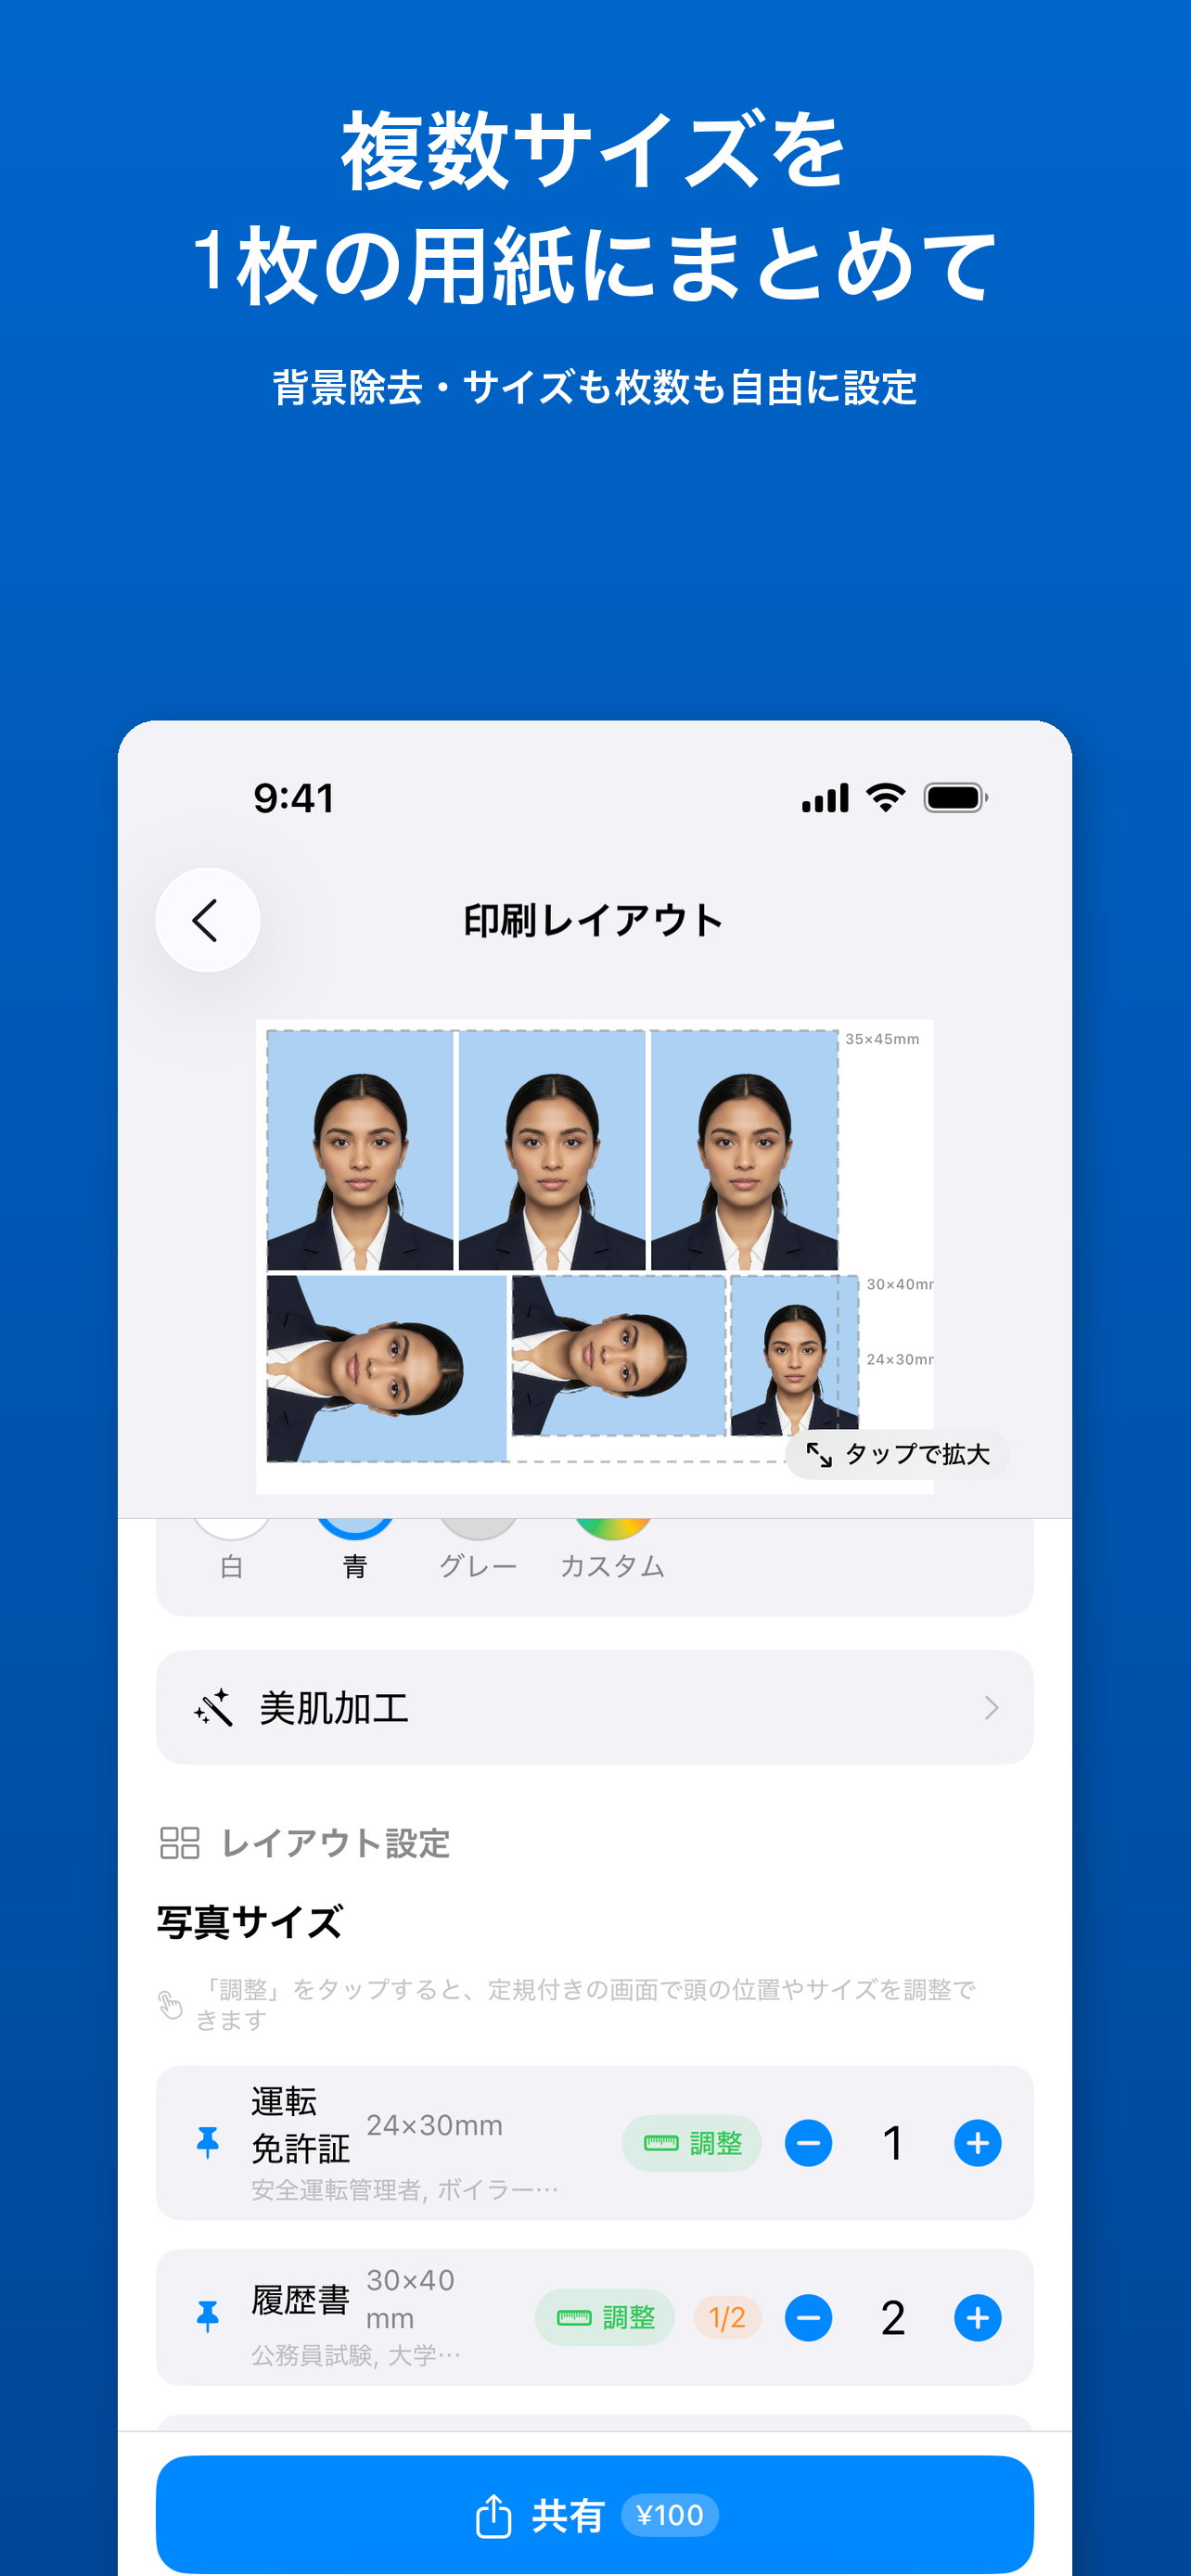 複数サイズを
1枚の用紙にまとめて
背景除去・サイズも枚数も自由に設定
9:41
印刷レイアウト
35×45mm
30×40mm
24×30mm
タップで拡大
白
青
グレー
カスタム
美肌加工
レイアウト設定
写真サイズ
「調整」をタップすると、定規付きの画面で頭の位置やサイズを調整で
きます
運転
免許証
24×30mm
安全運転管理者, ボイラー…
調整
1
履歴書
30×40
mm
公務員試験, 大学…
調整
1/2
2
共有
¥100